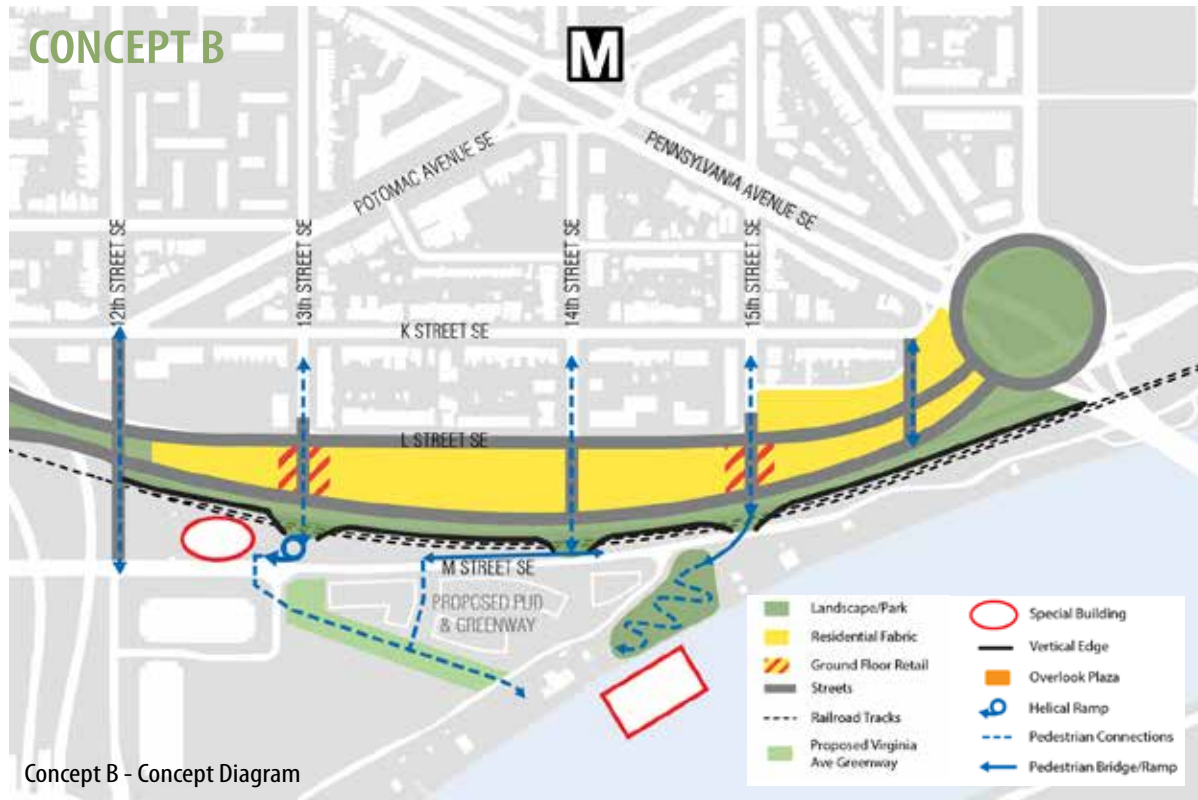 CONCEPT B
M
POTOMAC AVENUE SE
PENNSYLVANIA AVENUE SE
12th STREET SE
13th STREET SE
14th STREET SE
15th STREET SE
K STREET SE
L STREET SE
M STREET SE
PROPOSED PUD
& GREENWAY
Landscape/Park
Residential Fabric
Ground Floor Retail
Streets
Railroad Tracks
Proposed Virginia
Ave Greenway
Special Building
Vertical Edge
Overlook Plaza
Helical Ramp
Pedestrian Connections
Pedestrian Bridge/Ramp
Concept B - Concept Diagram